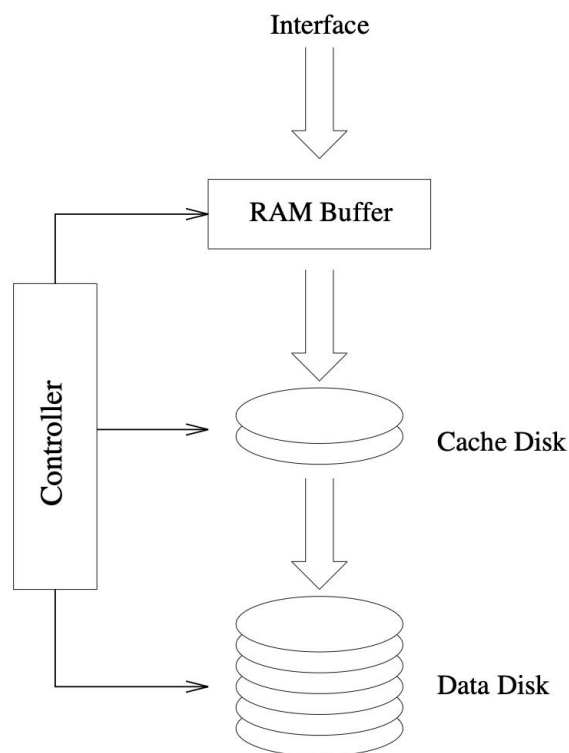 Interface
RAM Buffer
Controller
Cache Disk
Data Disk